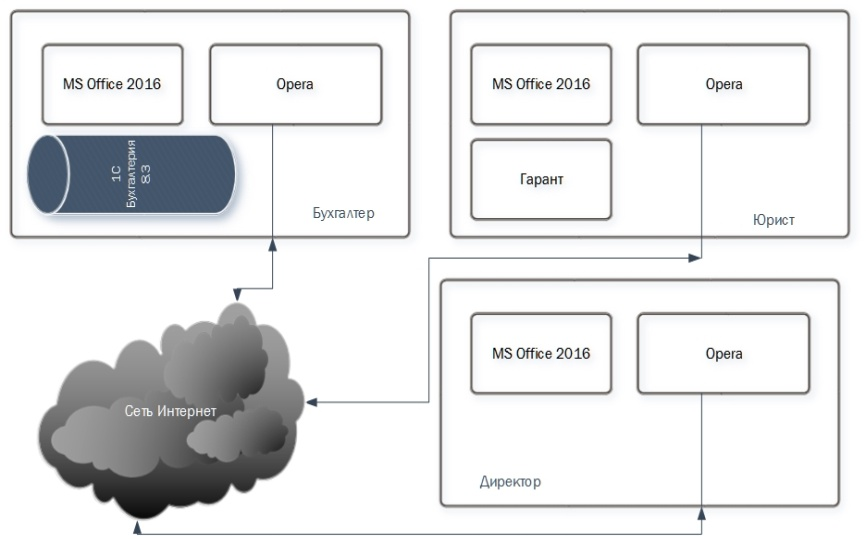 MS Office 2016
Opera
1С
Бухгалтерия
8.3
Бухгалтер
MS Office 2016
Opera
Гарант
Юрист
MS Office 2016
Opera
Директор
Сеть Интернет